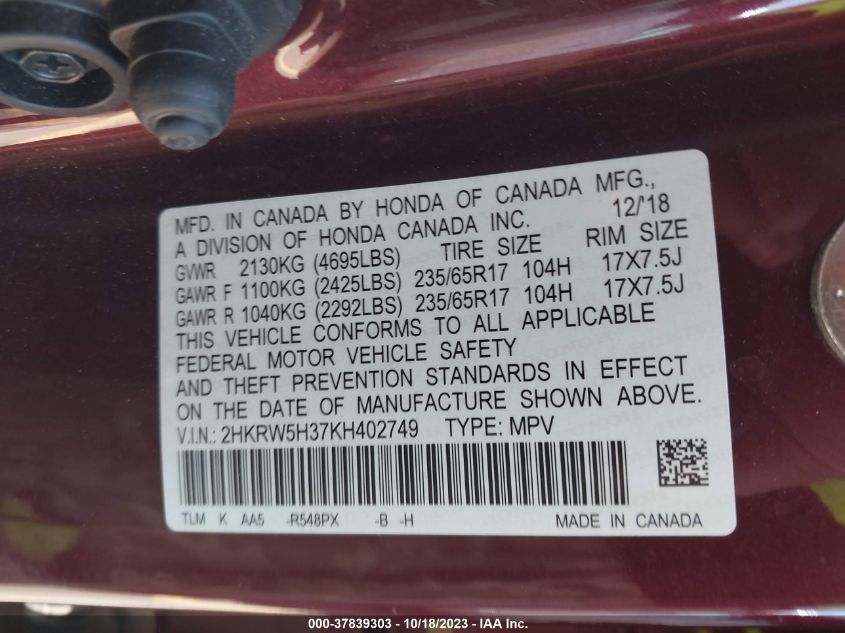 MFD. IN CANADA BY HONDA OF CANADA MFG.,
A DIVISION OF HONDA CANADA INC. 12/'18
GVWR 2130KG (4695LBS) TIRE SIZE RIM SIZE
GAWR F 1100KG (2425LBS) 235/65R17 104H 17X7.5J
GAWR R 1040KG (2292LBS) 235/65R17 104H 17X7.5J
THIS VEHICLE CONFORMS TO ALL APPLICABLE
FEDERAL MOTOR VEHICLE SAFETY
AND THEFT PREVENTION STANDARDS IN EFFECT
ON THE DATE OF MANUFACTURE SHOWN ABOVE.
V.I.N.: 2HKRW5H37KH402749 TYPE: MPV
TLM K AA5 -R548PX -B -H MADE IN CANADA
000-37839303 - 10/18/2023 - IAA Inc.